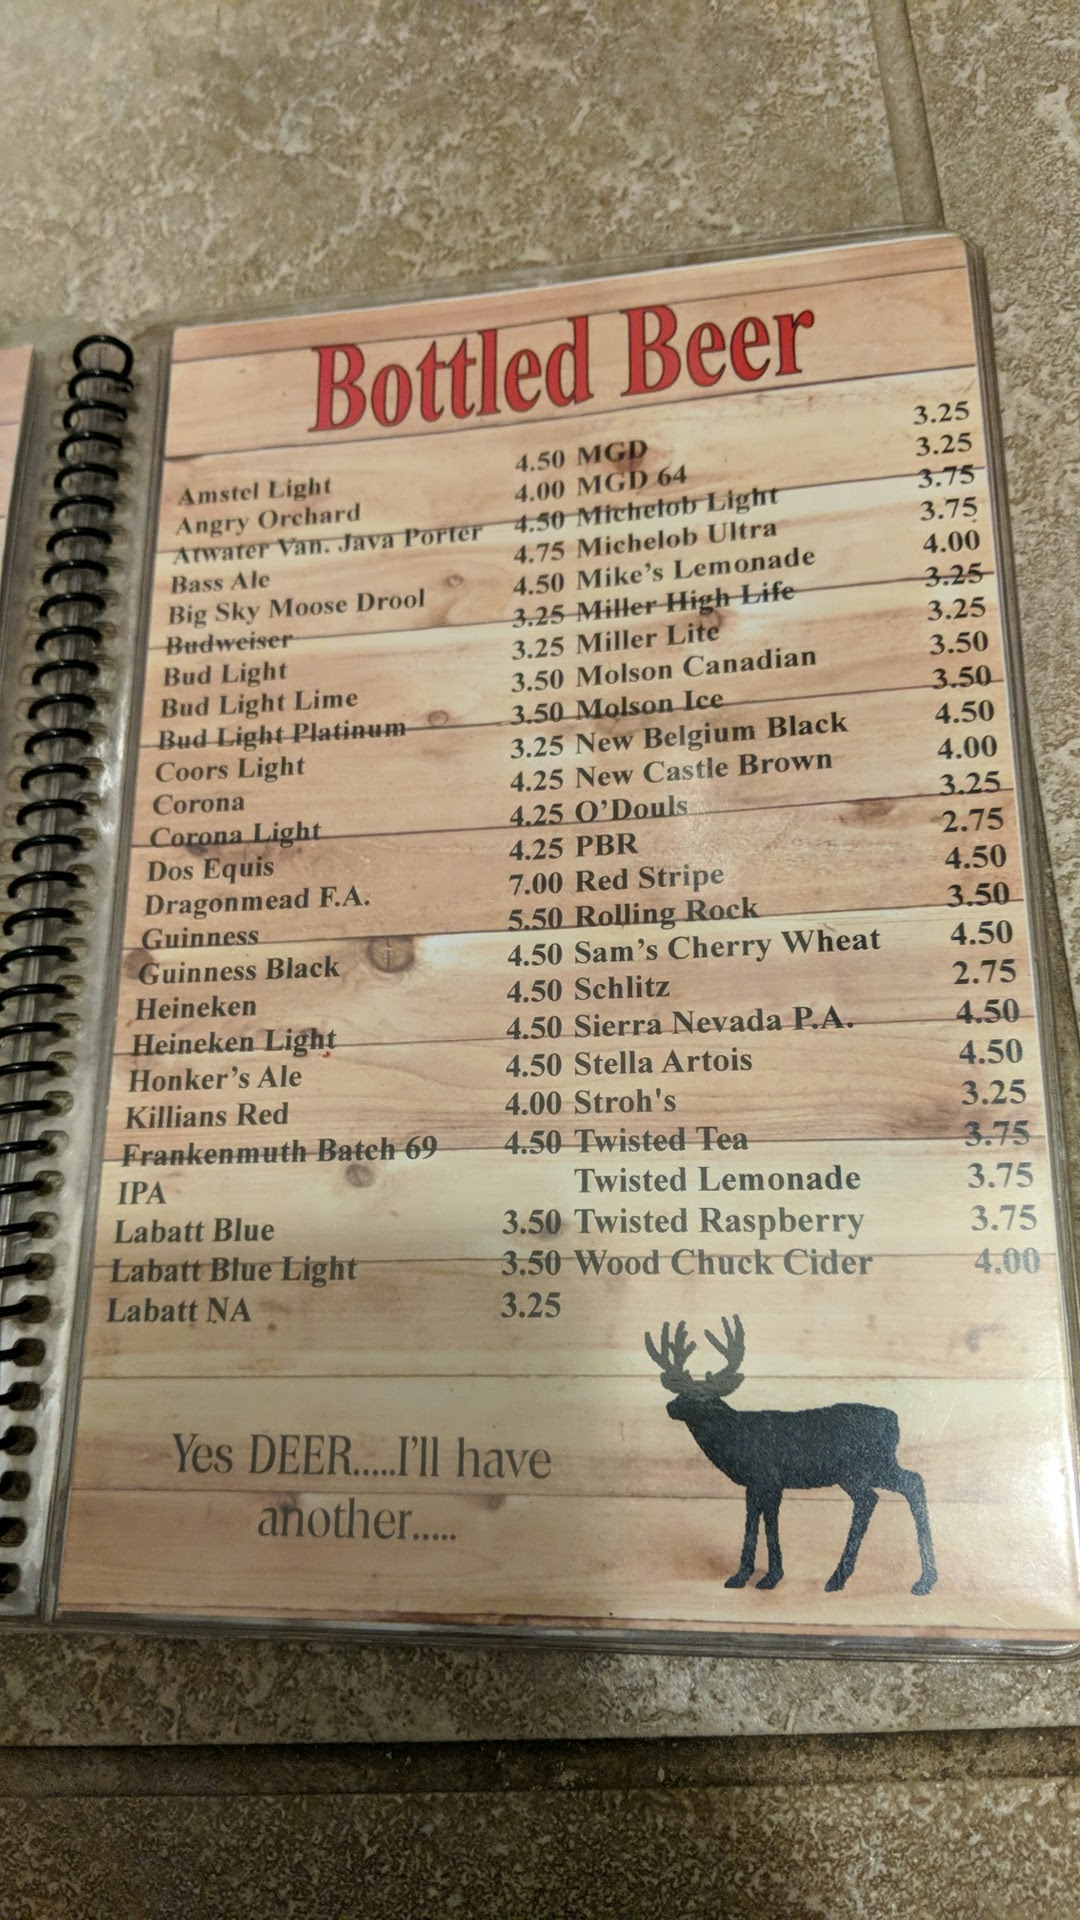 Bottled Beer
Amstel Light 4.50 MGD 3.25
Angry Orchard 4.00 MGD 64 3.25
Atwater Van. Java Porter 4.50 Michelob Light 3.75
Bass Ale 4.75 Michelob Ultra 3.75
Big Sky Moose Drool 4.50 Mike's Lemonade 4.00
Budweiser 3.25 Miller High Life 3.25
Bud Light 3.25 Miller Lite 3.25
Bud Light Lime 3.50 Molson Canadian 3.50
Bud Light Platinum 3.50 Molson Ice 3.50
Coors Light 3.25 New Belgium Black 4.50
Corona 4.25 New Castle Brown 4.00
Corona Light 4.25 O'Douls 3.25
Dos Equis 4.25 PBR 2.75
Dragonmead F.A. 7.00 Red Stripe 4.50
Guinness 5.50 Rolling Rock 3.50
Guinness Black 4.50 Sam's Cherry Wheat 4.50
Heineken 4.50 Schlitz 2.75
Heineken Light 4.50 Sierra Nevada P.A. 4.50
Honker's Ale 4.50 Stella Artois 4.50
Killians Red 4.00 Stroh's 3.25
Frankenmuth Batch 69 4.50 Twisted Tea 3.75
IPA Twisted Lemonade 3.75
Labatt Blue 3.50 Twisted Raspberry 3.75
Labatt Blue Light 3.50 Wood Chuck Cider 4.00
Labatt NA 3.25
Yes DEER.....I'll have
another.....